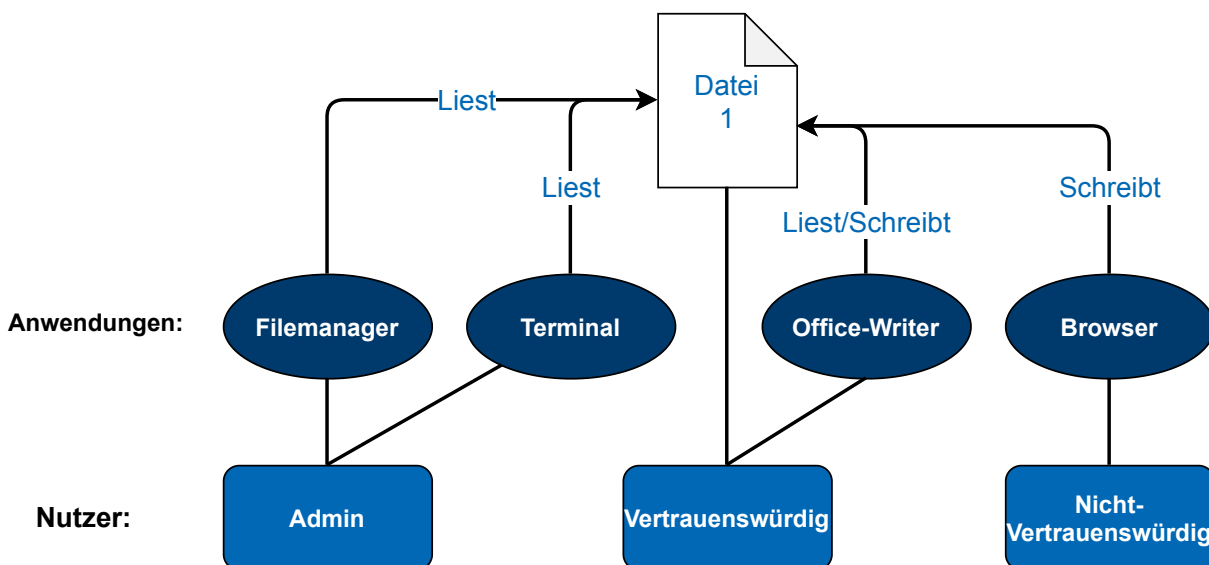 Datei
1
Liest
Liest
Schreibt
Liest/Schreibt
Anwendungen:
Filemanager
Terminal
Office-Writer
Browser
Nutzer:
Admin
Vertrauenswürdig
Nicht-
Vertrauenswürdig